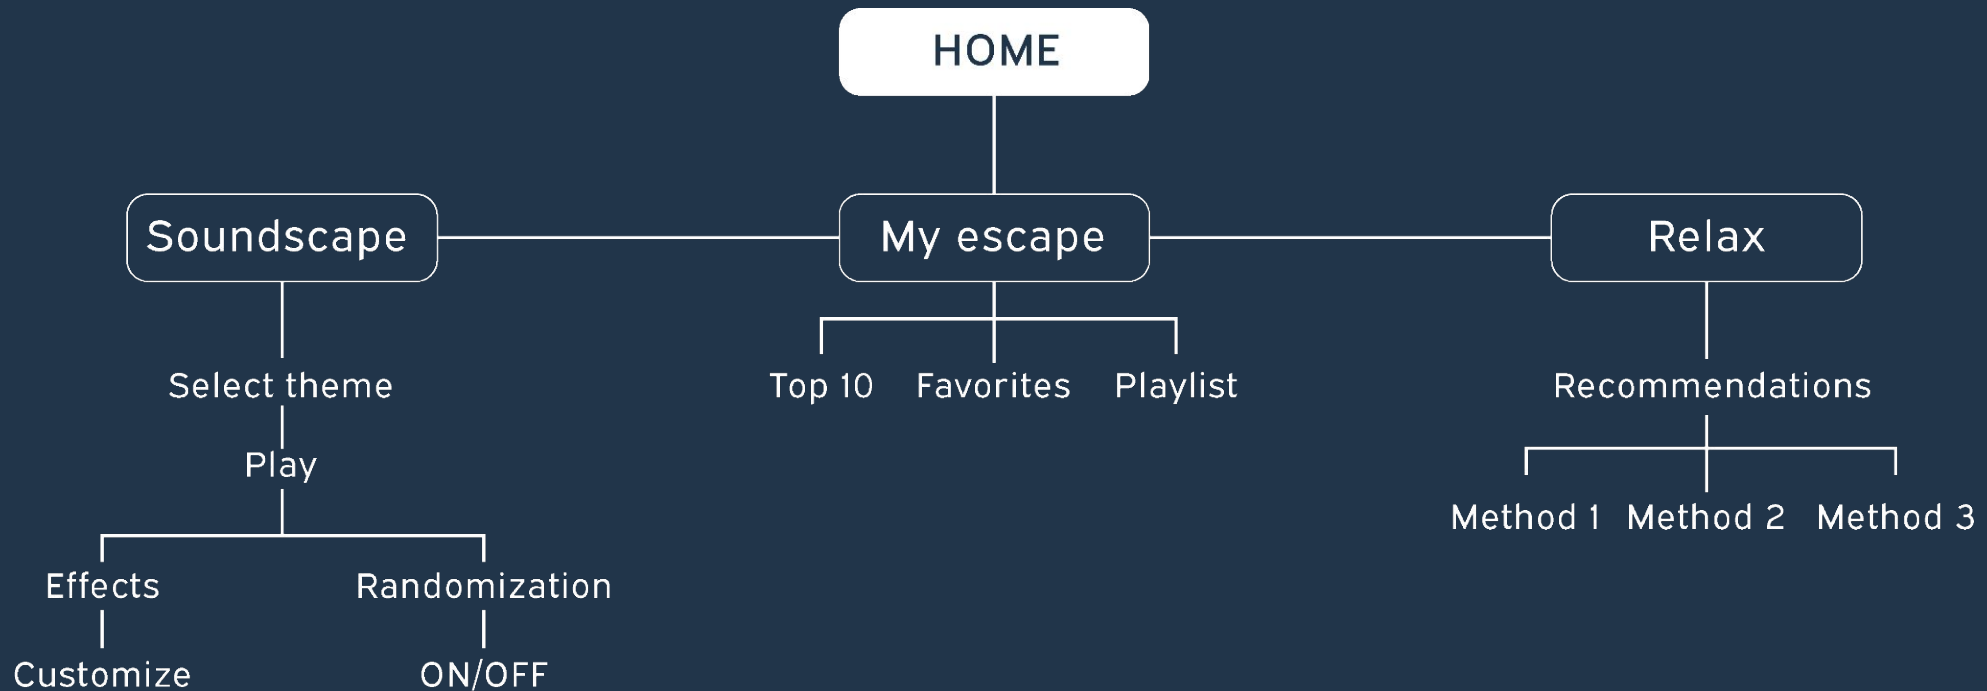 HOME
Soundscape
My escape
Relax
Select theme
Top 10
Favorites
Playlist
Recommendations
Play
Method 1
Method 2
Method 3
Effects
Randomization
Customize
ON/OFF